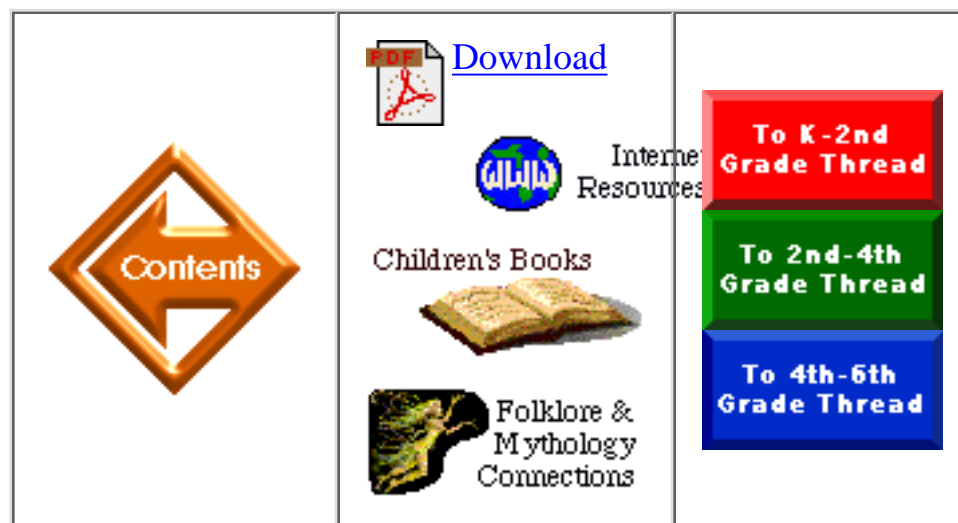 Contents
PDF
Download
www
Internet
Resources
Children's Books
Folklore &
Mythology
Connections
To K-2nd
Grade Thread
To 2nd-4th
Grade Thread
To 4th-6th
Grade Thread